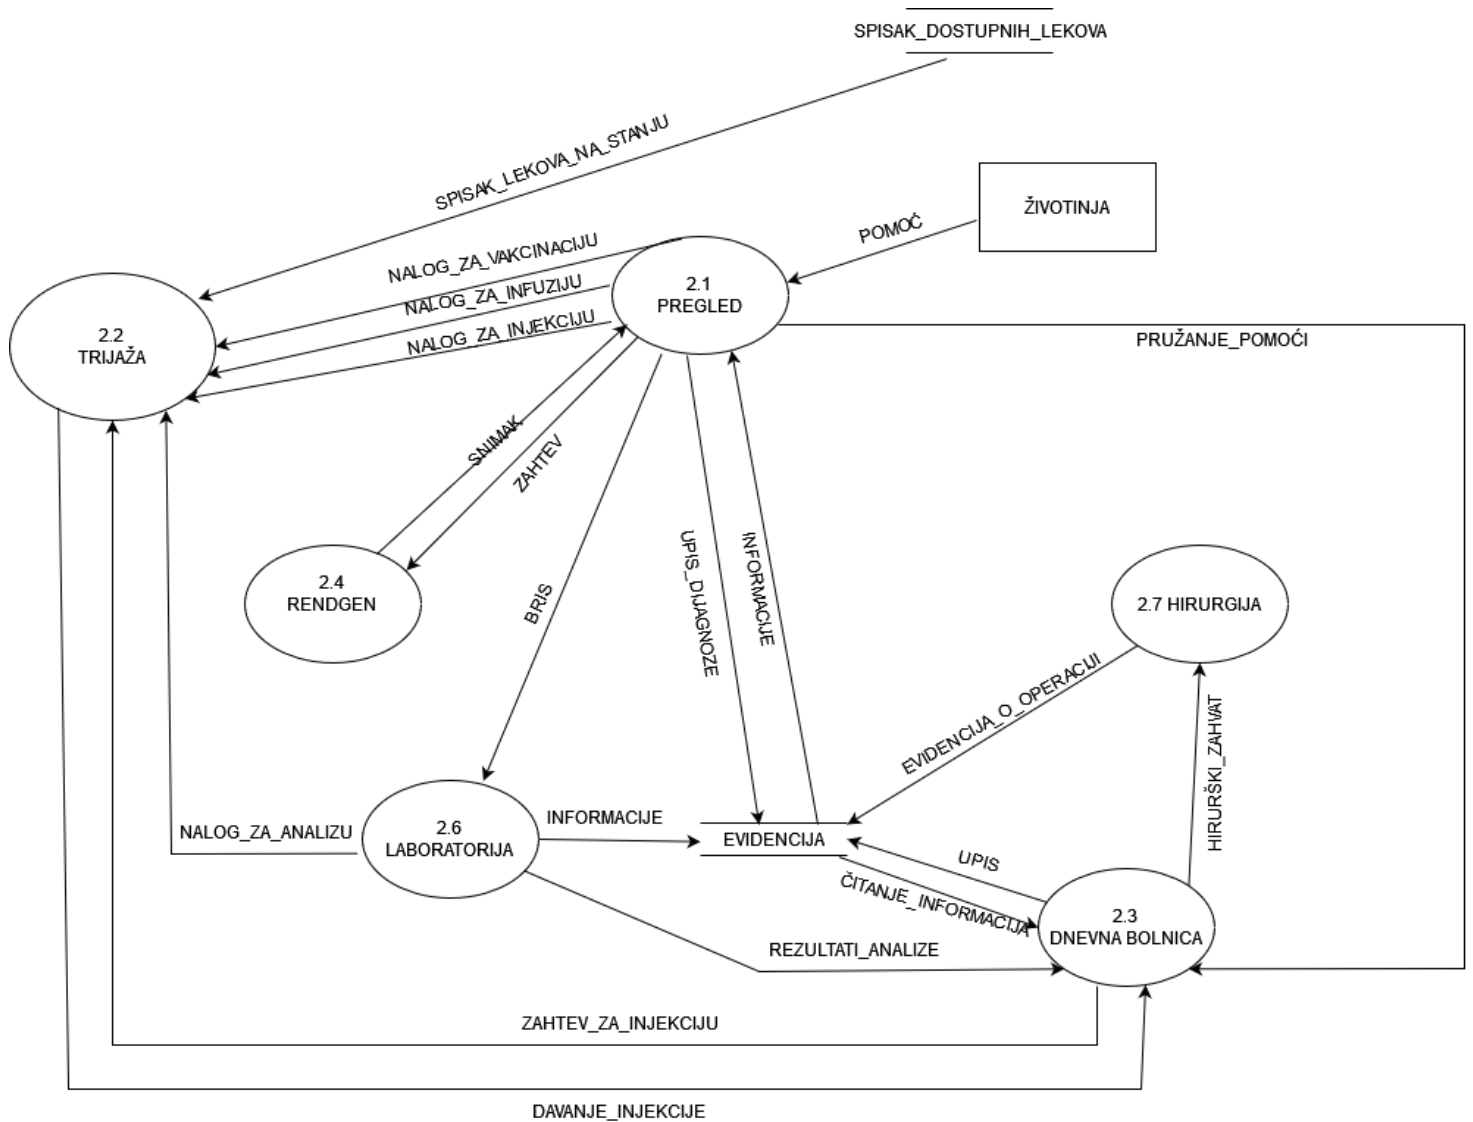 SPISAK_DOSTUPNIH_LEKOVA
SPISAK_LEKOVA_NA_STANJU
ŽIVOTINJA
POMOĆ
NALOG_ZA_VAKCINACIJU
NALOG_ZA_INFUZIJU
NALOG_ZA_INJEKCIJU
2.1
PREGLED
2.2
TRIJAŽA
PRUŽANJE_POMOĆI
SNIMAK
ZAHTEV
UPIS_DIJAGNOZE
INFORMACIJE
BRIS
2.4
RENDGEN
2.7 HIRURGIJA
EVIDENCIJA_O_OPERACIJI
HIRURŠKI_ZAHVAT
NALOG_ZA_ANALIZU
2.6
LABORATORIJA
INFORMACIJE
EVIDENCIJA
UPIS
ČITANJE_INFORMACIJA
2.3
DNEVNA BOLNICA
REZULTATI_ANALIZE
ZAHTEV_ZA_INJEKCIJU
DAVANJE_INJEKCIJE